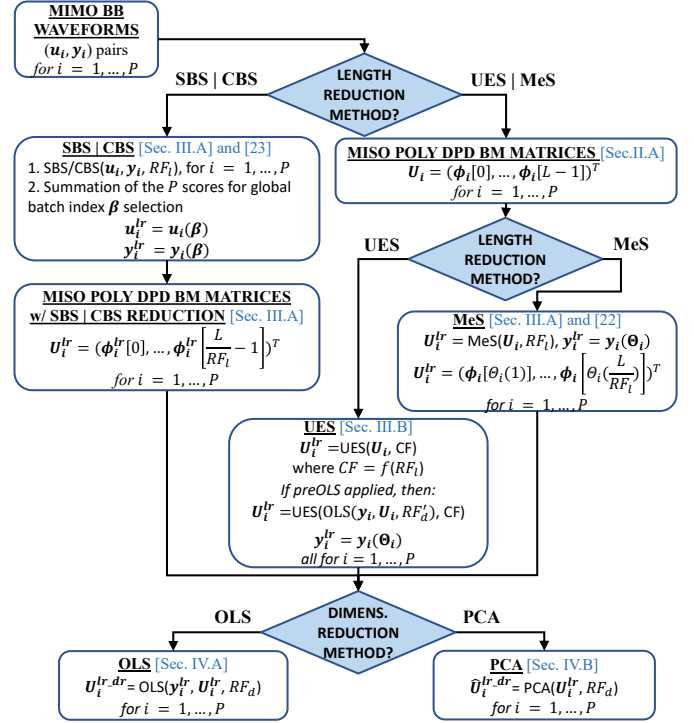 MIMO BB
WAVEFORMS
(u_i, y_i) pairs
for i = 1, …, P
LENGTH
REDUCTION
METHOD?
SBS | CBS
UES | MeS
SBS | CBS [Sec. III.A] and [23]
1. SBS/CBS(u_i, y_i, RF_l), for i = 1, …, P
2. Summation of the P scores for global
batch index β selection
u_i^lr = u_i(β)
y_i^lr = y_i(β)
MISO POLY DPD BM MATRICES [Sec.II.A]
U_i = (ϕ_i[0], …, ϕ_i[L − 1])^T
for i = 1, …, P
UES
LENGTH
REDUCTION
METHOD?
MeS
MISO POLY DPD BM MATRICES
w/ SBS | CBS REDUCTION [Sec. III.A]
U_i^lr = (ϕ_i^lr[0], …, ϕ_i^lr[L/RF_l − 1])^T
for i = 1, …, P
MeS [Sec. III.A] and [22]
U_i^lr = MeS(U_i, RF_l), y_i^lr = y_i(Θ_i)
U_i^lr = (ϕ_i[Θ_i(1)], …, ϕ_i[Θ_i(L/RF_l)])^T
for i = 1, …, P
UES [Sec. III.B]
U_i^lr =UES(U_i, CF)
where CF = f(RF_l)
If preOLS applied, then:
U_i^lr =UES(OLS(y_i, U_i, RF_d′), CF)
y_i^lr = y_i(Θ_i)
all for i = 1, …, P
OLS
DIMENS.
REDUCTION
METHOD?
PCA
OLS [Sec. IV.A]
U_i^lr_dr = OLS(y_i^lr, U_i^lr, RF_d)
for i = 1, …, P
PCA [Sec. IV.B]
Û_i^lr_dr = PCA(U_i^lr, RF_d)
for i = 1, …, P